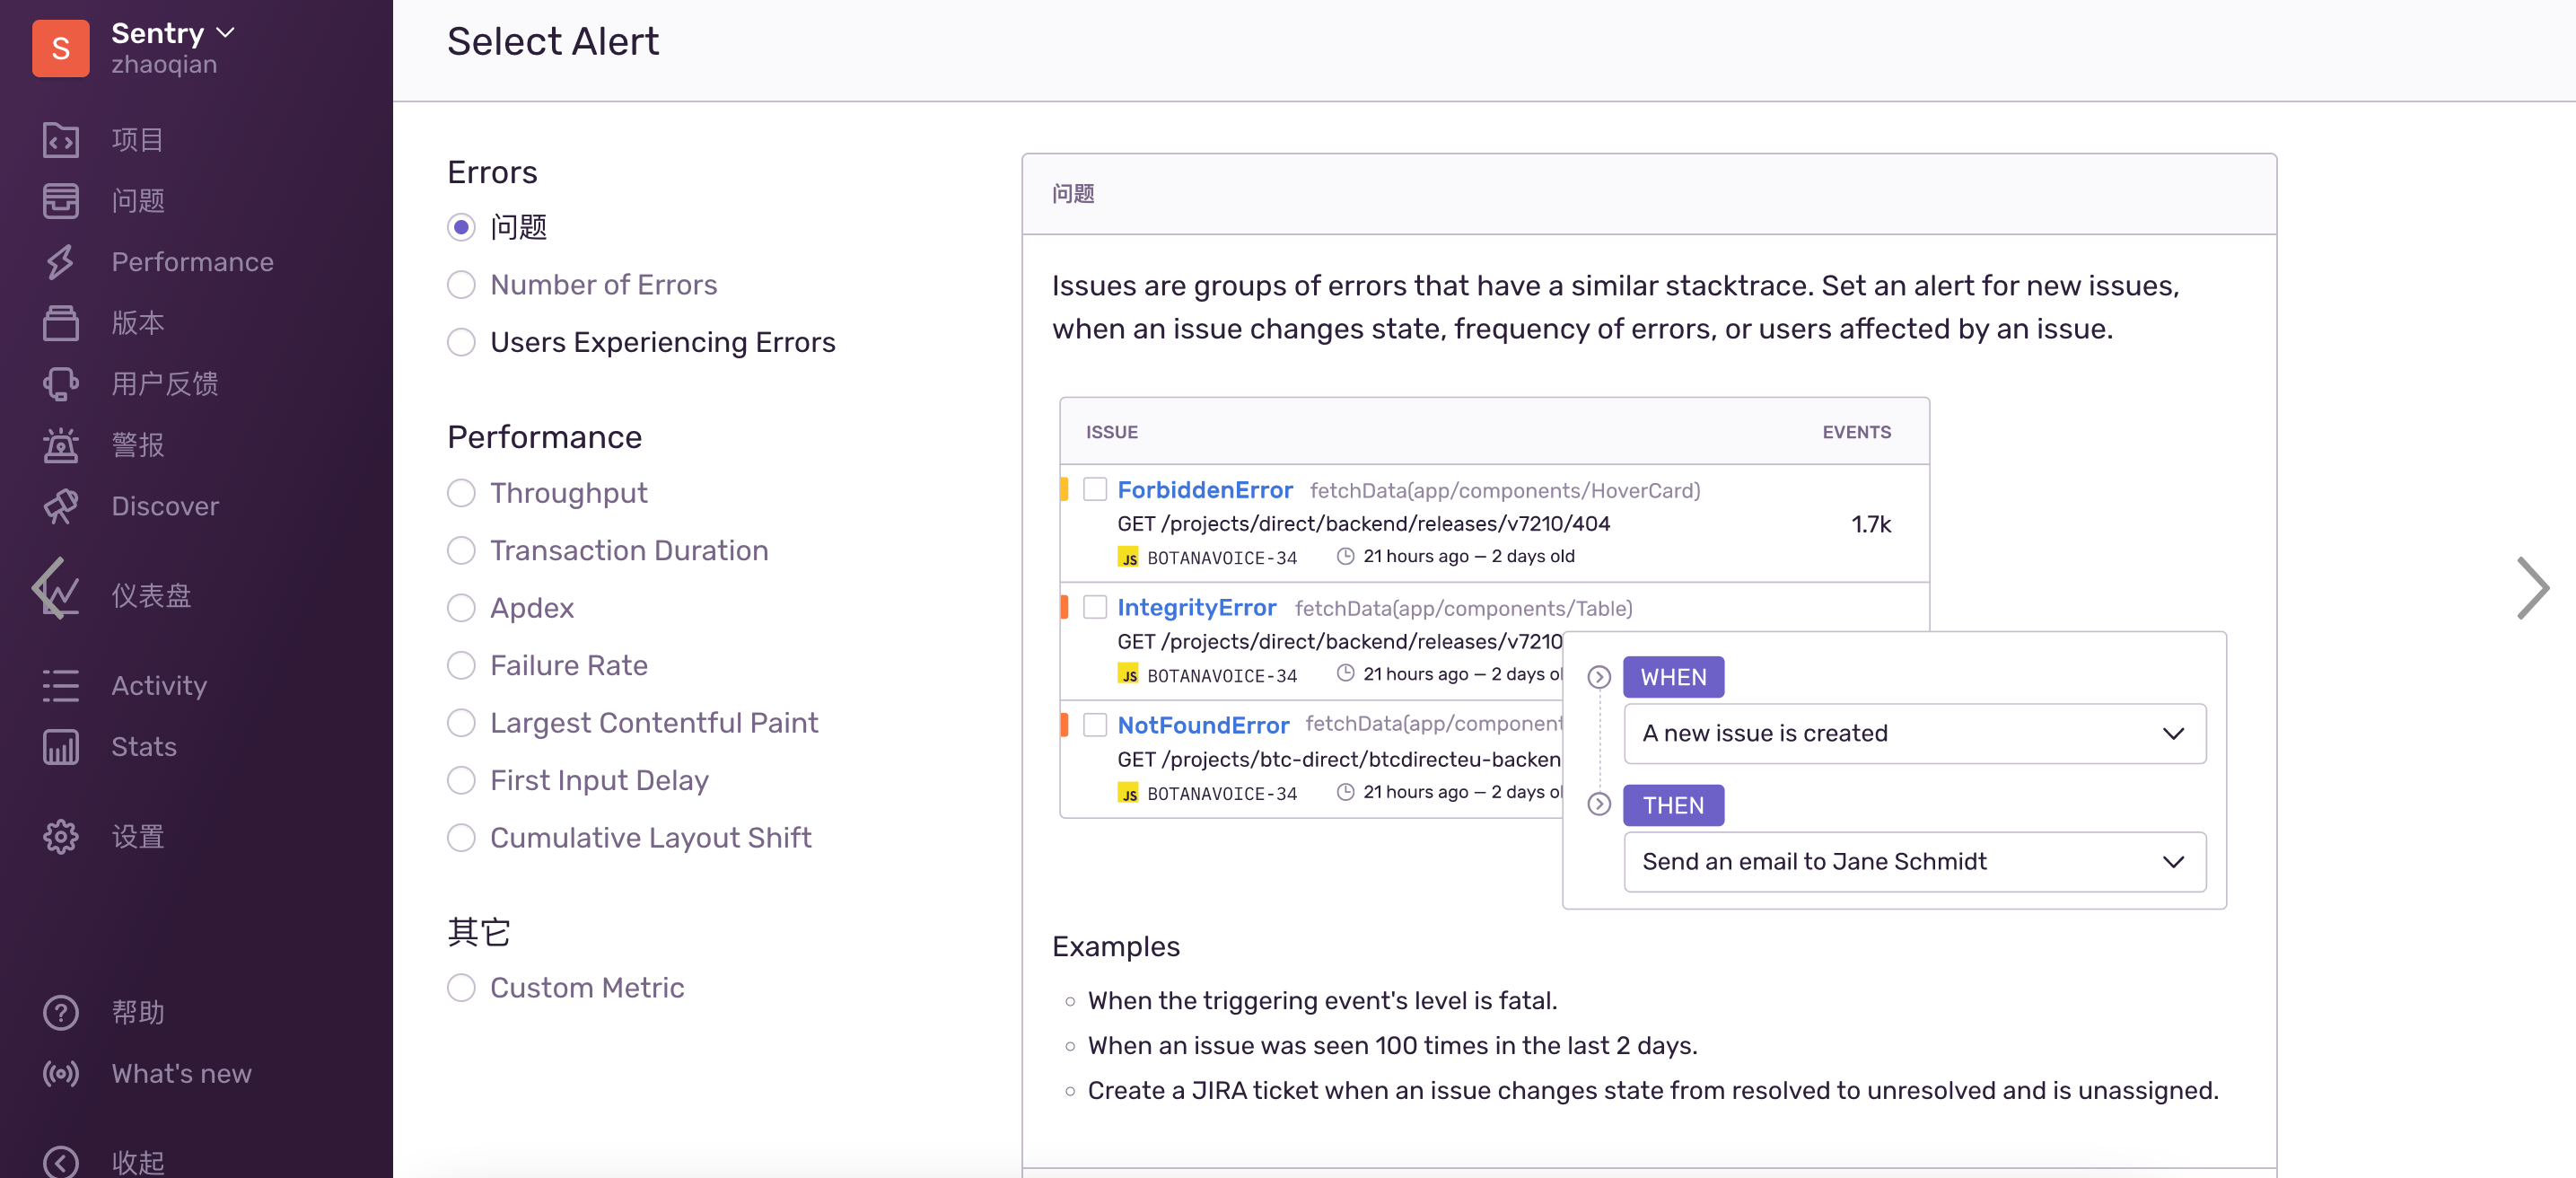 S
Sentry
zhaoqian
项目
问题
Performance
版本
用户反馈
警报
Discover
仪表盘
Activity
Stats
设置
帮助
What's new
收起
Select Alert
Errors
问题
Number of Errors
Users Experiencing Errors
Performance
Throughput
Transaction Duration
Apdex
Failure Rate
Largest Contentful Paint
First Input Delay
Cumulative Layout Shift
其它
Custom Metric
问题
Issues are groups of errors that have a similar stacktrace. Set an alert for new issues,
when an issue changes state, frequency of errors, or users affected by an issue.
ISSUE EVENTS
ForbiddenError fetchData(app/components/HoverCard)
GET /projects/direct/backend/releases/v7210/404 1.7k
JS BOTANAVOICE-34 21 hours ago — 2 days old
IntegrityError fetchData(app/components/Table)
GET /projects/direct/backend/releases/v7210
JS BOTANAVOICE-34 21 hours ago — 2 days ol
NotFoundError fetchData(app/component
GET /projects/btc-direct/btcdirecteu-backen
JS BOTANAVOICE-34 21 hours ago — 2 days ol
WHEN
A new issue is created
THEN
Send an email to Jane Schmidt
Examples
When the triggering event's level is fatal.
When an issue was seen 100 times in the last 2 days.
Create a JIRA ticket when an issue changes state from resolved to unresolved and is unassigned.